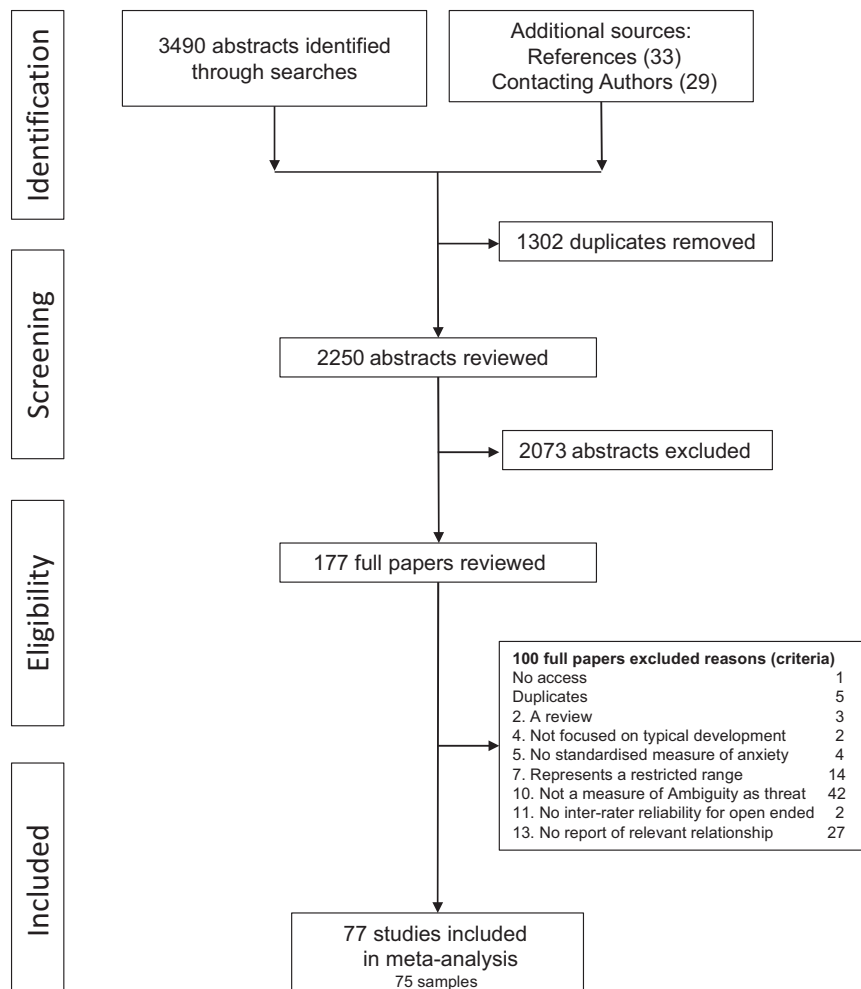 Identification
3490 abstracts identified
through searches
Additional sources:
References (33)
Contacting Authors (29)
1302 duplicates removed
Screening
2250 abstracts reviewed
2073 abstracts excluded
Eligibility
177 full papers reviewed
100 full papers excluded reasons (criteria)
No access 1
Duplicates 5
2. A review 3
4. Not focused on typical development 2
5. No standardised measure of anxiety 4
7. Represents a restricted range 14
10. Not a measure of Ambiguity as threat 42
11. No inter-rater reliability for open ended 2
13. No report of relevant relationship 27
Included
77 studies included
in meta-analysis
75 samples